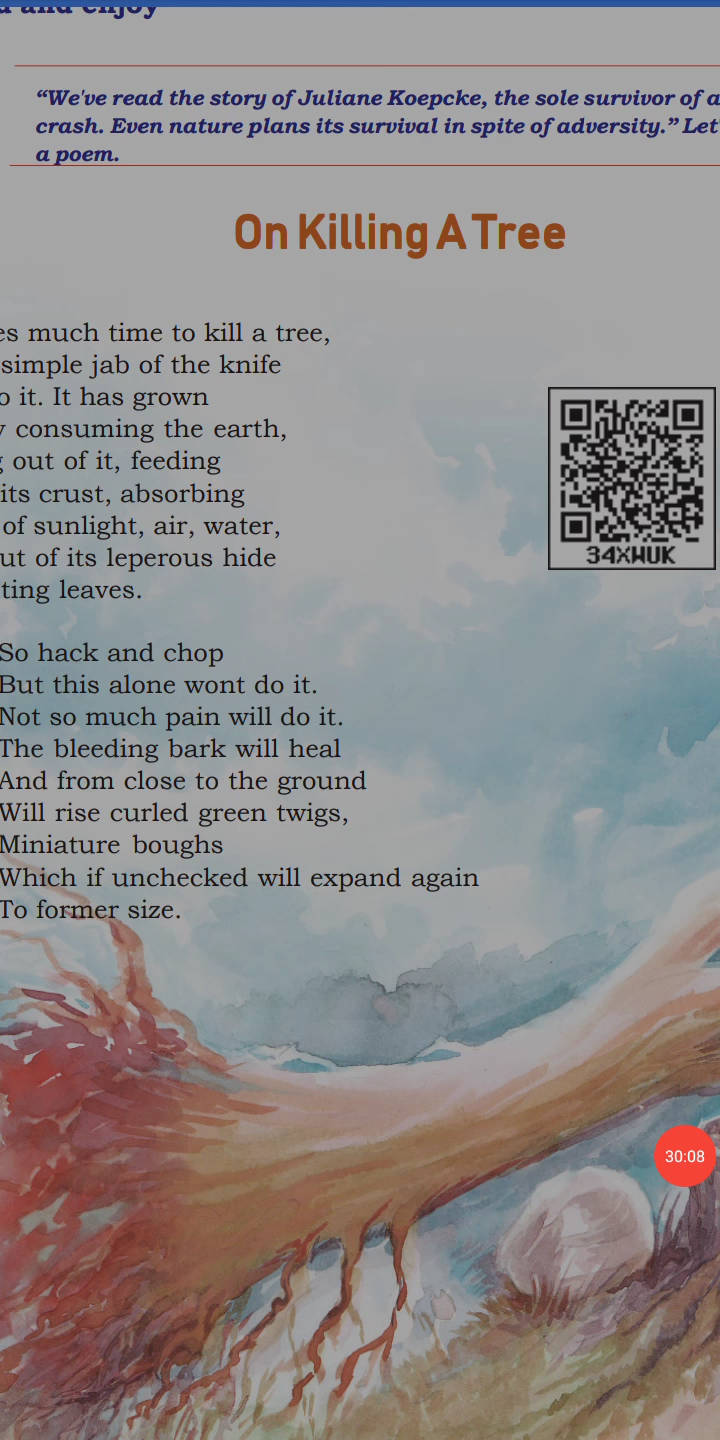 and enjoy
“We've read the story of Juliane Koepcke, the sole survivor of a
crash. Even nature plans its survival in spite of adversity.” Let'
a poem.
On Killing A Tree
es much time to kill a tree,
simple jab of the knife
o it. It has grown
y consuming the earth,
g out of it, feeding
its crust, absorbing
of sunlight, air, water,
ut of its leperous hide
ting leaves.
34XWUK
So hack and chop
But this alone wont do it.
Not so much pain will do it.
The bleeding bark will heal
And from close to the ground
Will rise curled green twigs,
Miniature boughs
Which if unchecked will expand again
To former size.
30:08